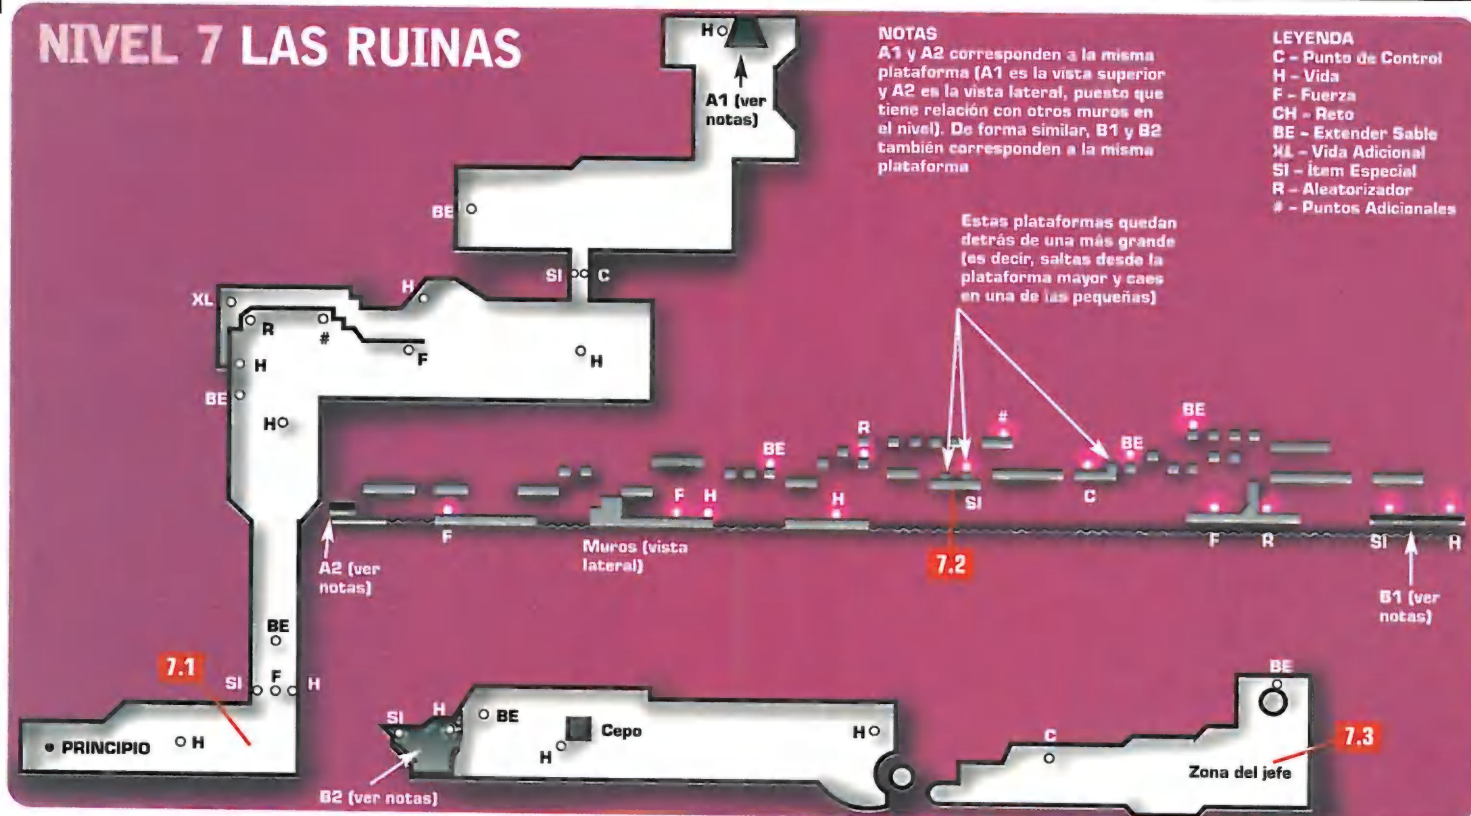 NIVEL 7 LAS RUINAS
NOTAS
A1 y A2 corresponden a la misma
plataforma (A1 es la vista superior
y A2 es la vista lateral, puesto que
tiene relación con otros muros en
el nivel). De forma similar, B1 y B2
también corresponden a la misma
plataforma
LEYENDA
C - Punto de Control
H - Vida
F - Fuerza
CH - Reto
BE - Extender Sable
XL - Vida Adicional
SI - Ítem Especial
R - Aleatorizador
# - Puntos Adicionales
H
A1 (ver
notas)
BE
SI
C
Estas plataformas quedan
detrás de una más grande
(es decir, saltas desde la
plataforma mayor y caes
en una de las pequeñas)
XL
H
R
#
F
H
H
BE
H
BE
R
#
BE
BE
F
F
H
H
SI
C
F
R
SI
H
A2 (ver
notas)
Muros (vista
lateral)
7.2
B1 (ver
notas)
BE
7.1
SI
F
H
PRINCIPIO
H
SI
H
BE
Cepo
H
H
B2 (ver notas)
C
BE
7.3
Zona del jefe